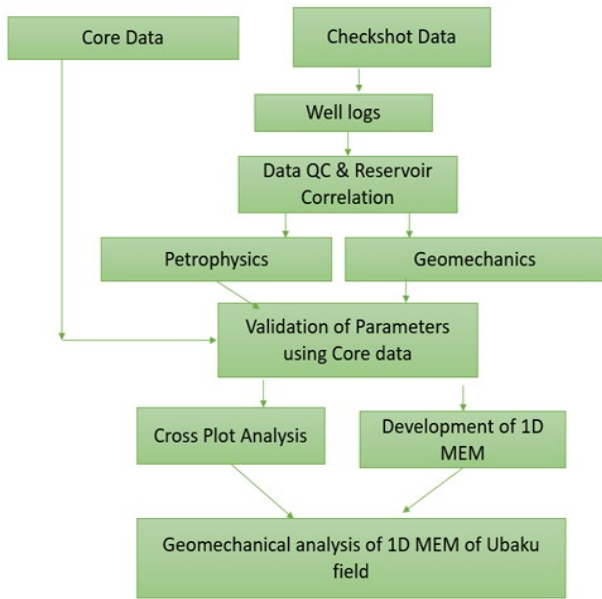 Core Data
Checkshot Data
Well logs
Data QC & Reservoir
Correlation
Petrophysics
Geomechanics
Validation of Parameters
using Core data
Cross Plot Analysis
Development of 1D
MEM
Geomechanical analysis of 1D MEM of Ubaku
field